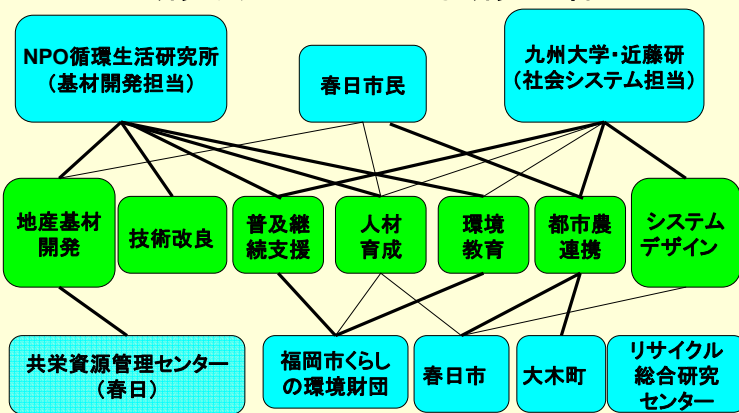 NPO循環生活研究所
（基材開発担当）
春日市民
九州大学・近藤研
（社会システム担当）
地産基材
開発
技術改良
普及継
続支援
人材
育成
環境
教育
都市農
連携
システム
デザイン
共栄資源管理センター
（春日）
福岡市くらし
の環境財団
春日市
大木町
リサイクル
総合研究
センター